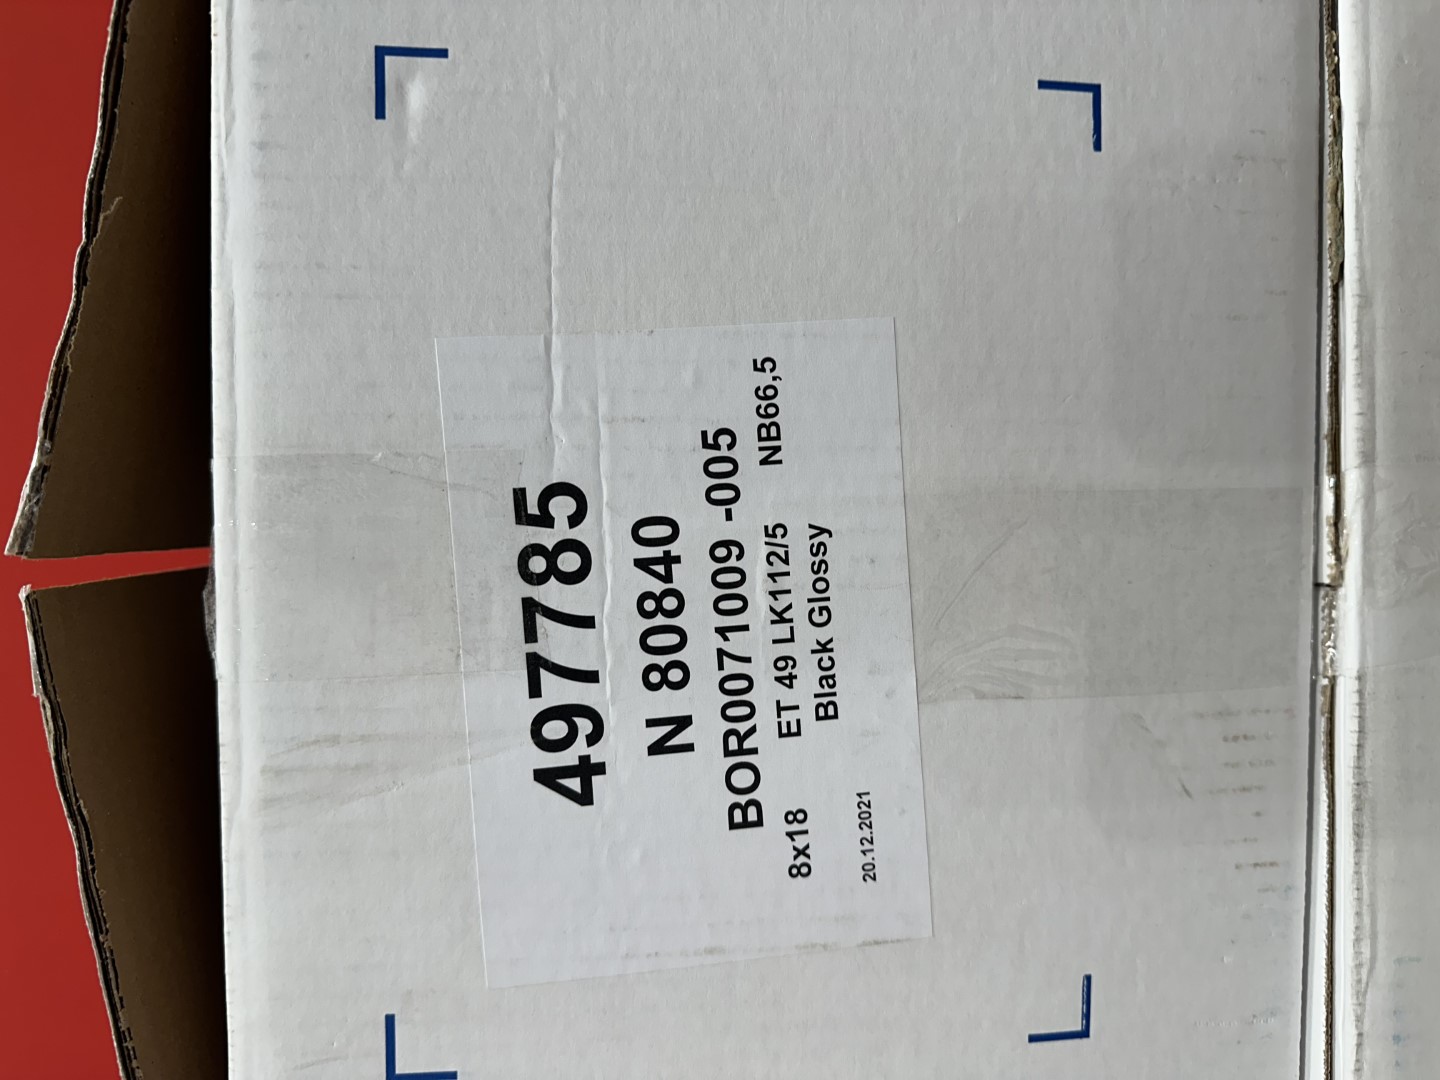 497785
N 80840
BOR0071009 -005
8x18 ET 49 LK112/5 NB66,5
Black Glossy
20.12.2021